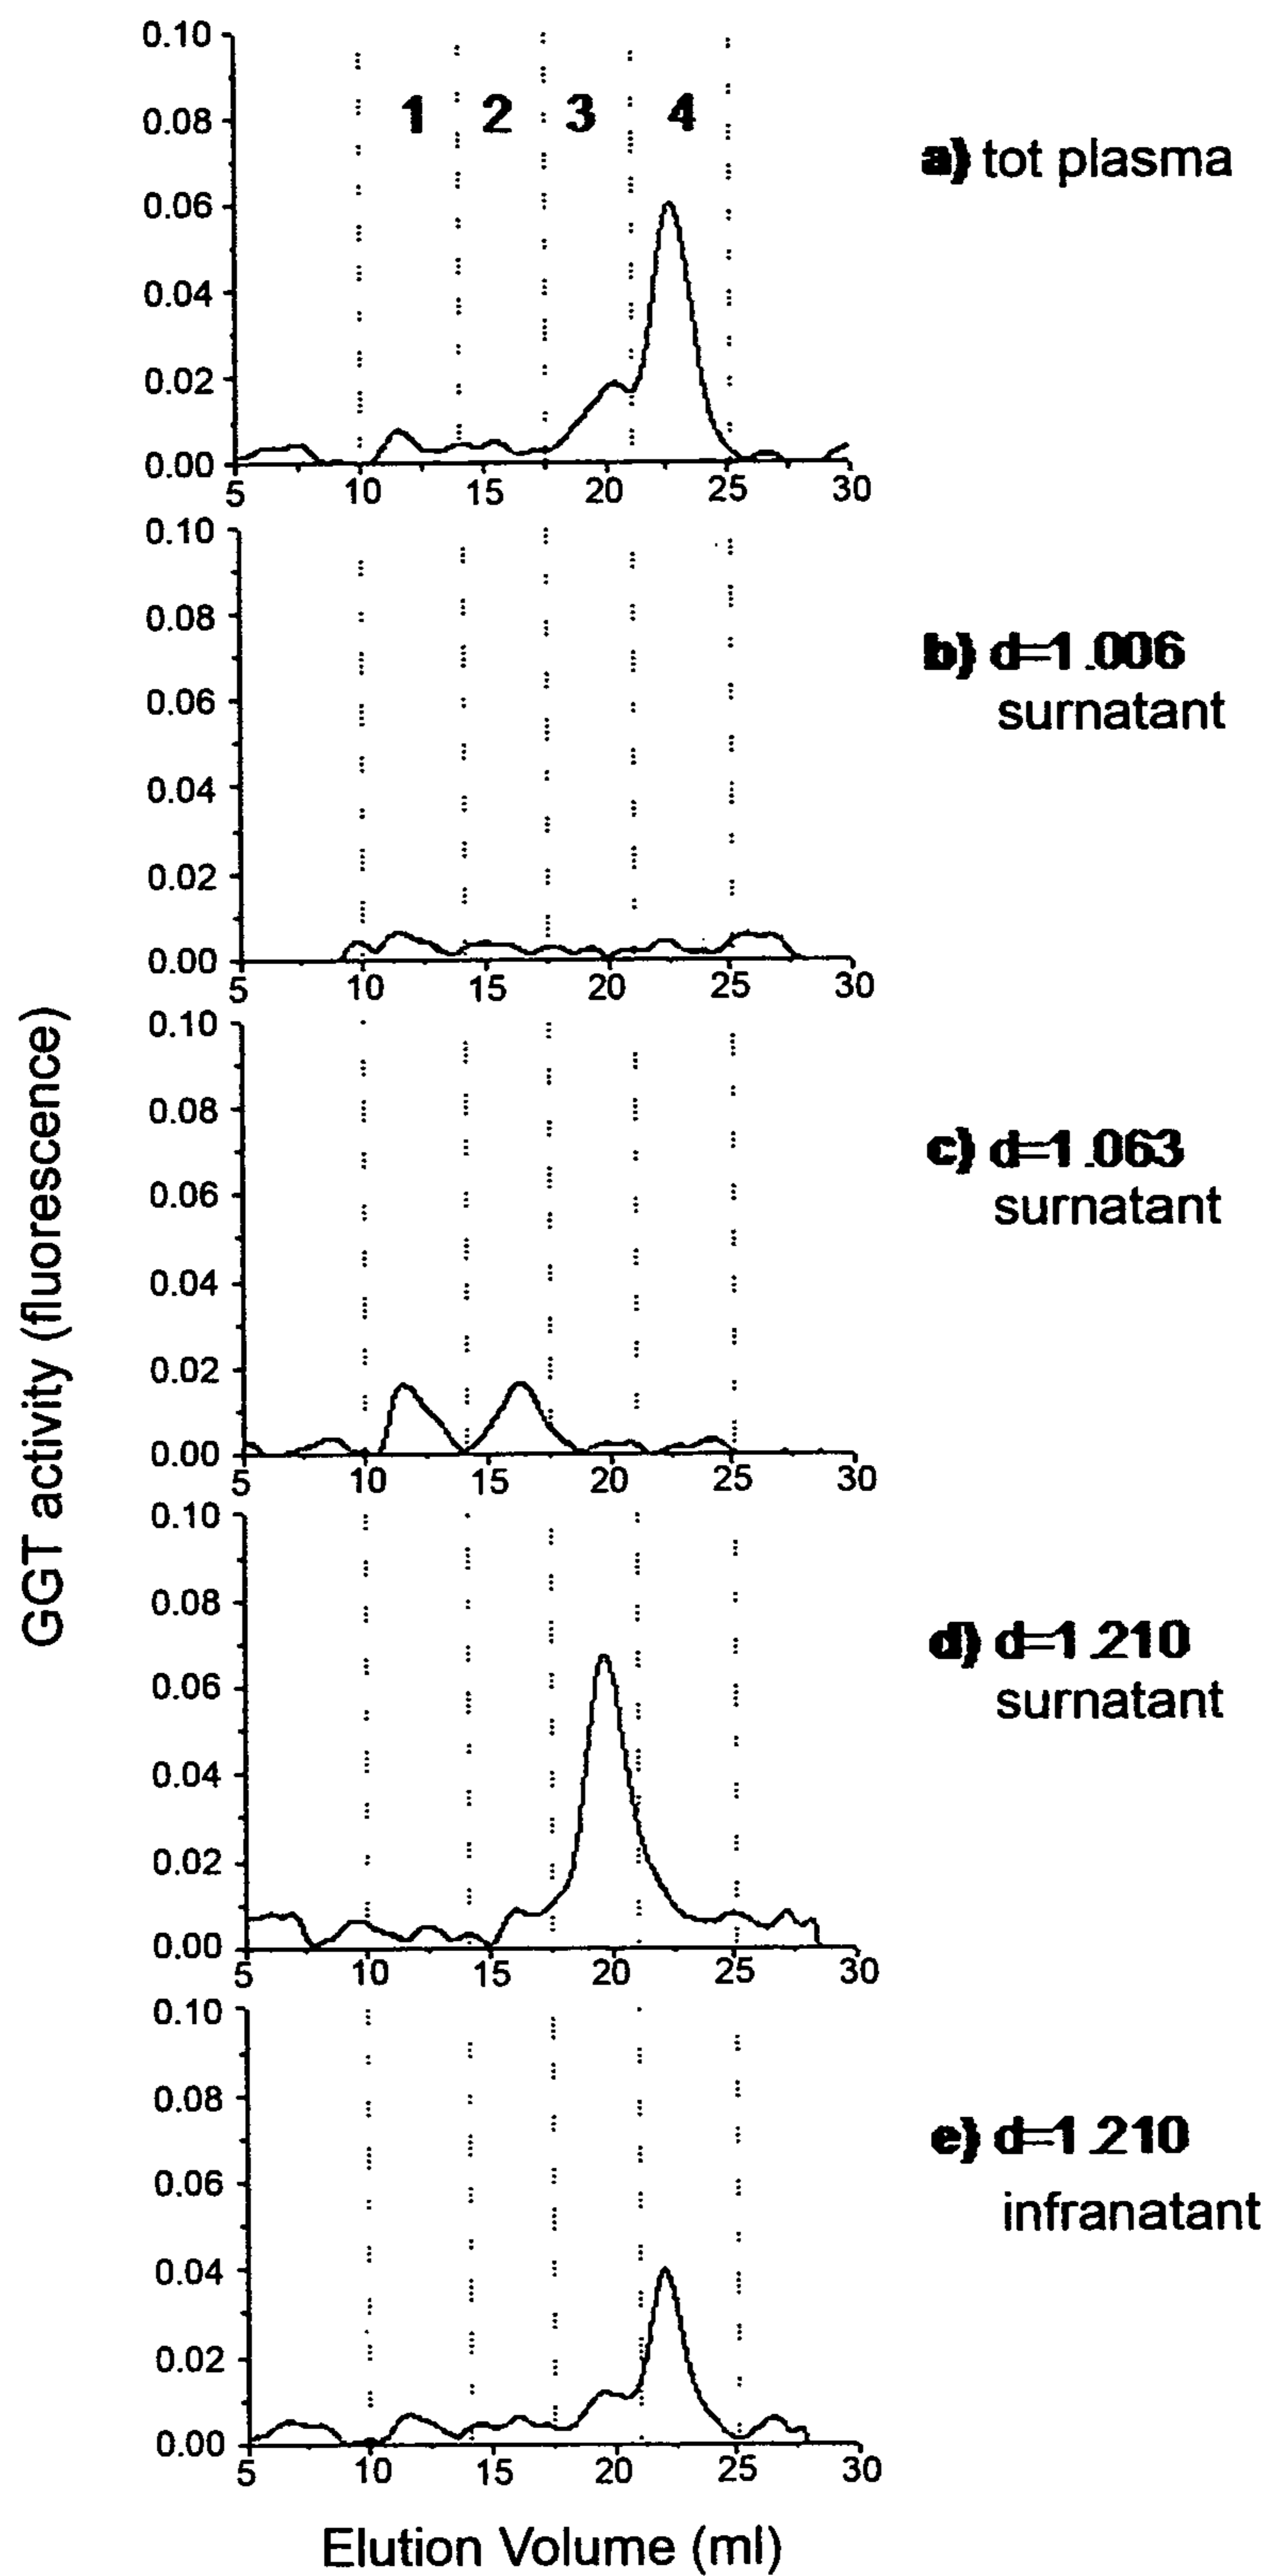 0.10
0.08
0.06
0.04
0.02
0.00
1 2 3 4
5 10 15 20 25 30
a) tot plasma
0.10
0.08
0.06
0.04
0.02
0.00
5 10 15 20 25 30
b) d=1.006
surnatant
0.10
0.08
0.06
0.04
0.02
0.00
5 10 15 20 25 30
c) d=1.063
surnatant
0.10
0.08
0.06
0.04
0.02
0.00
5 10 15 20 25 30
d) d=1.210
surnatant
0.10
0.08
0.06
0.04
0.02
0.00
5 10 15 20 25 30
e) d=1.210
infranatant
GGT activity (fluorescence)
Elution Volume (ml)